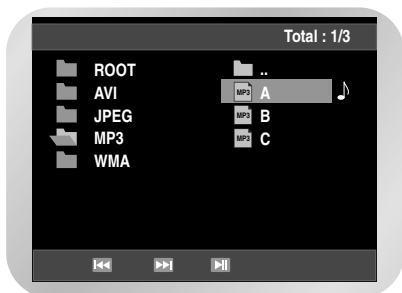 Total : 1/3
ROOT
AVI
JPEG
MP3
WMA
..
MP3 A
MP3 B
MP3 C